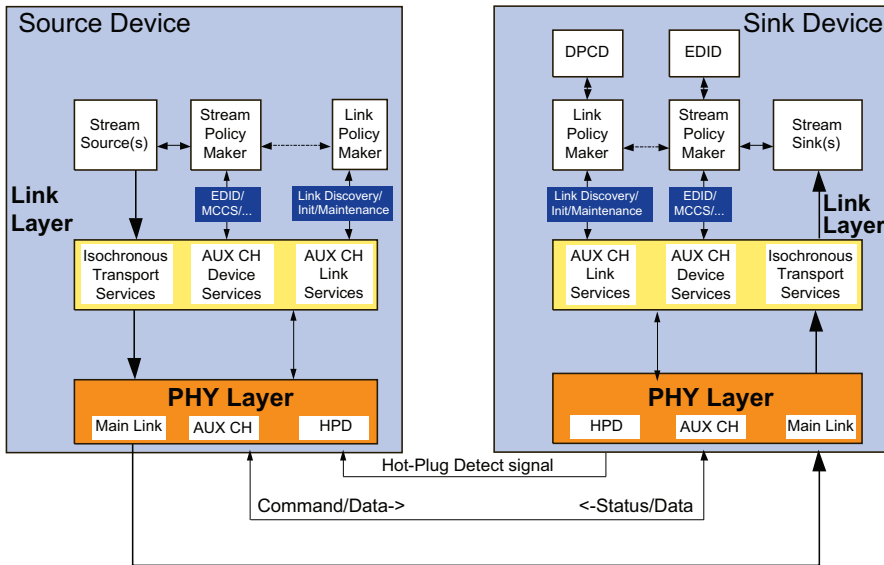 Source Device
Stream
Source(s)
Stream
Policy
Maker
Link
Policy
Maker
Link
Layer
EDID/
MCCS/...
Link Discovery/
Init/Maintenance
Isochronous
Transport
Services
AUX CH
Device
Services
AUX CH
Link
Services
PHY Layer
Main Link
AUX CH
HPD
Sink Device
DPCD
EDID
Link
Policy
Maker
Stream
Policy
Maker
Stream
Sink(s)
Link Discovery/
Init/Maintenance
EDID/
MCCS/...
Link
Layer
AUX CH
Link
Services
AUX CH
Device
Services
Isochronous
Transport
Services
PHY Layer
HPD
AUX CH
Main Link
Hot-Plug Detect signal
Command/Data->
<-Status/Data